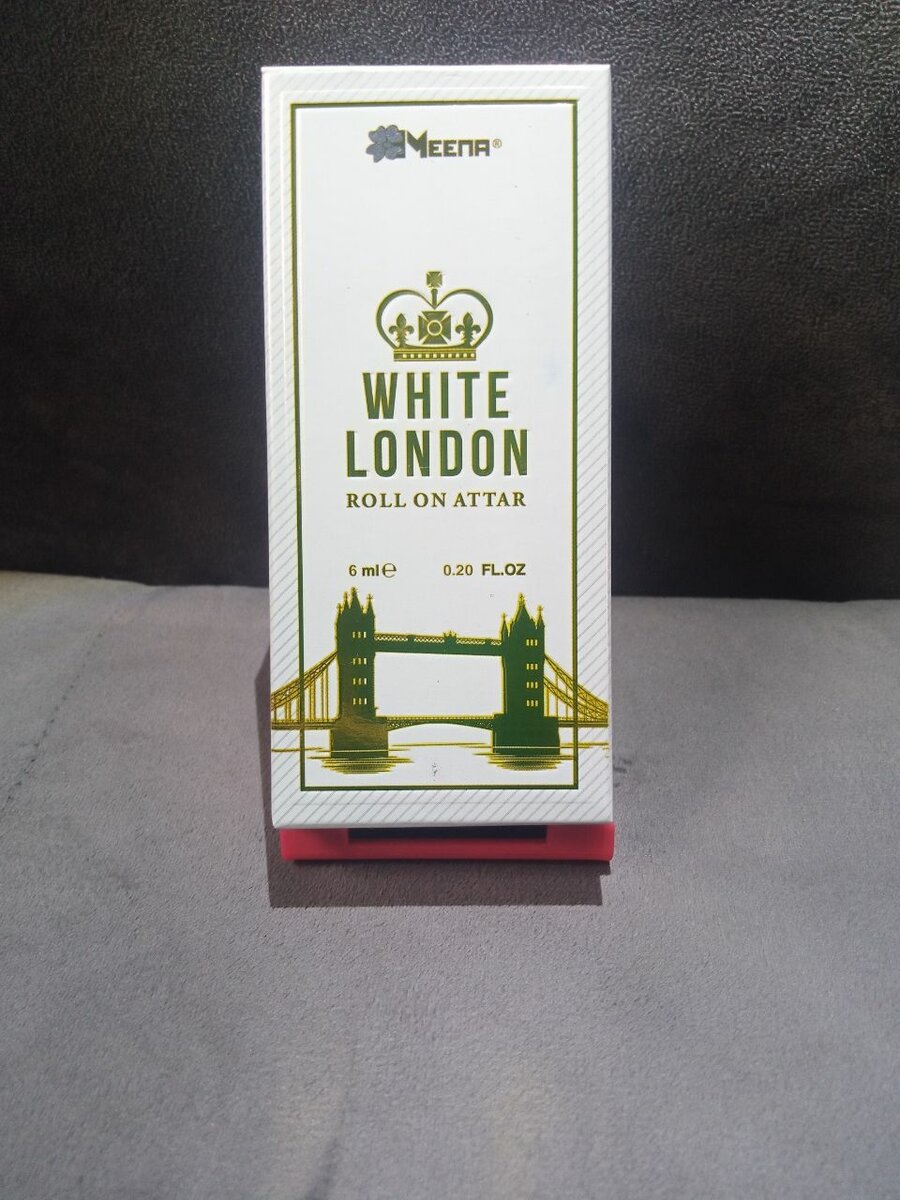 MEENA®
WHITE
LONDON
ROLL ON ATTAR
6 ml ℮ 0.20 FL.OZ